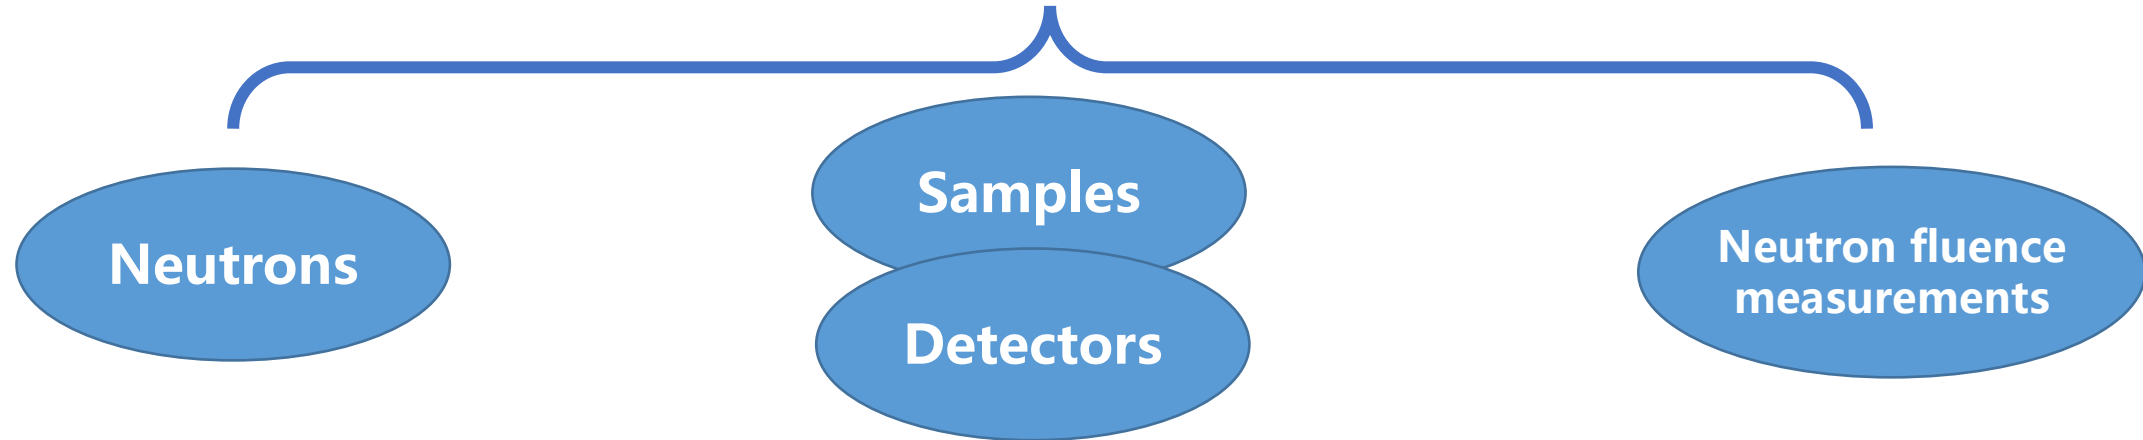 Neutrons
Samples
Detectors
Neutron fluence
measurements